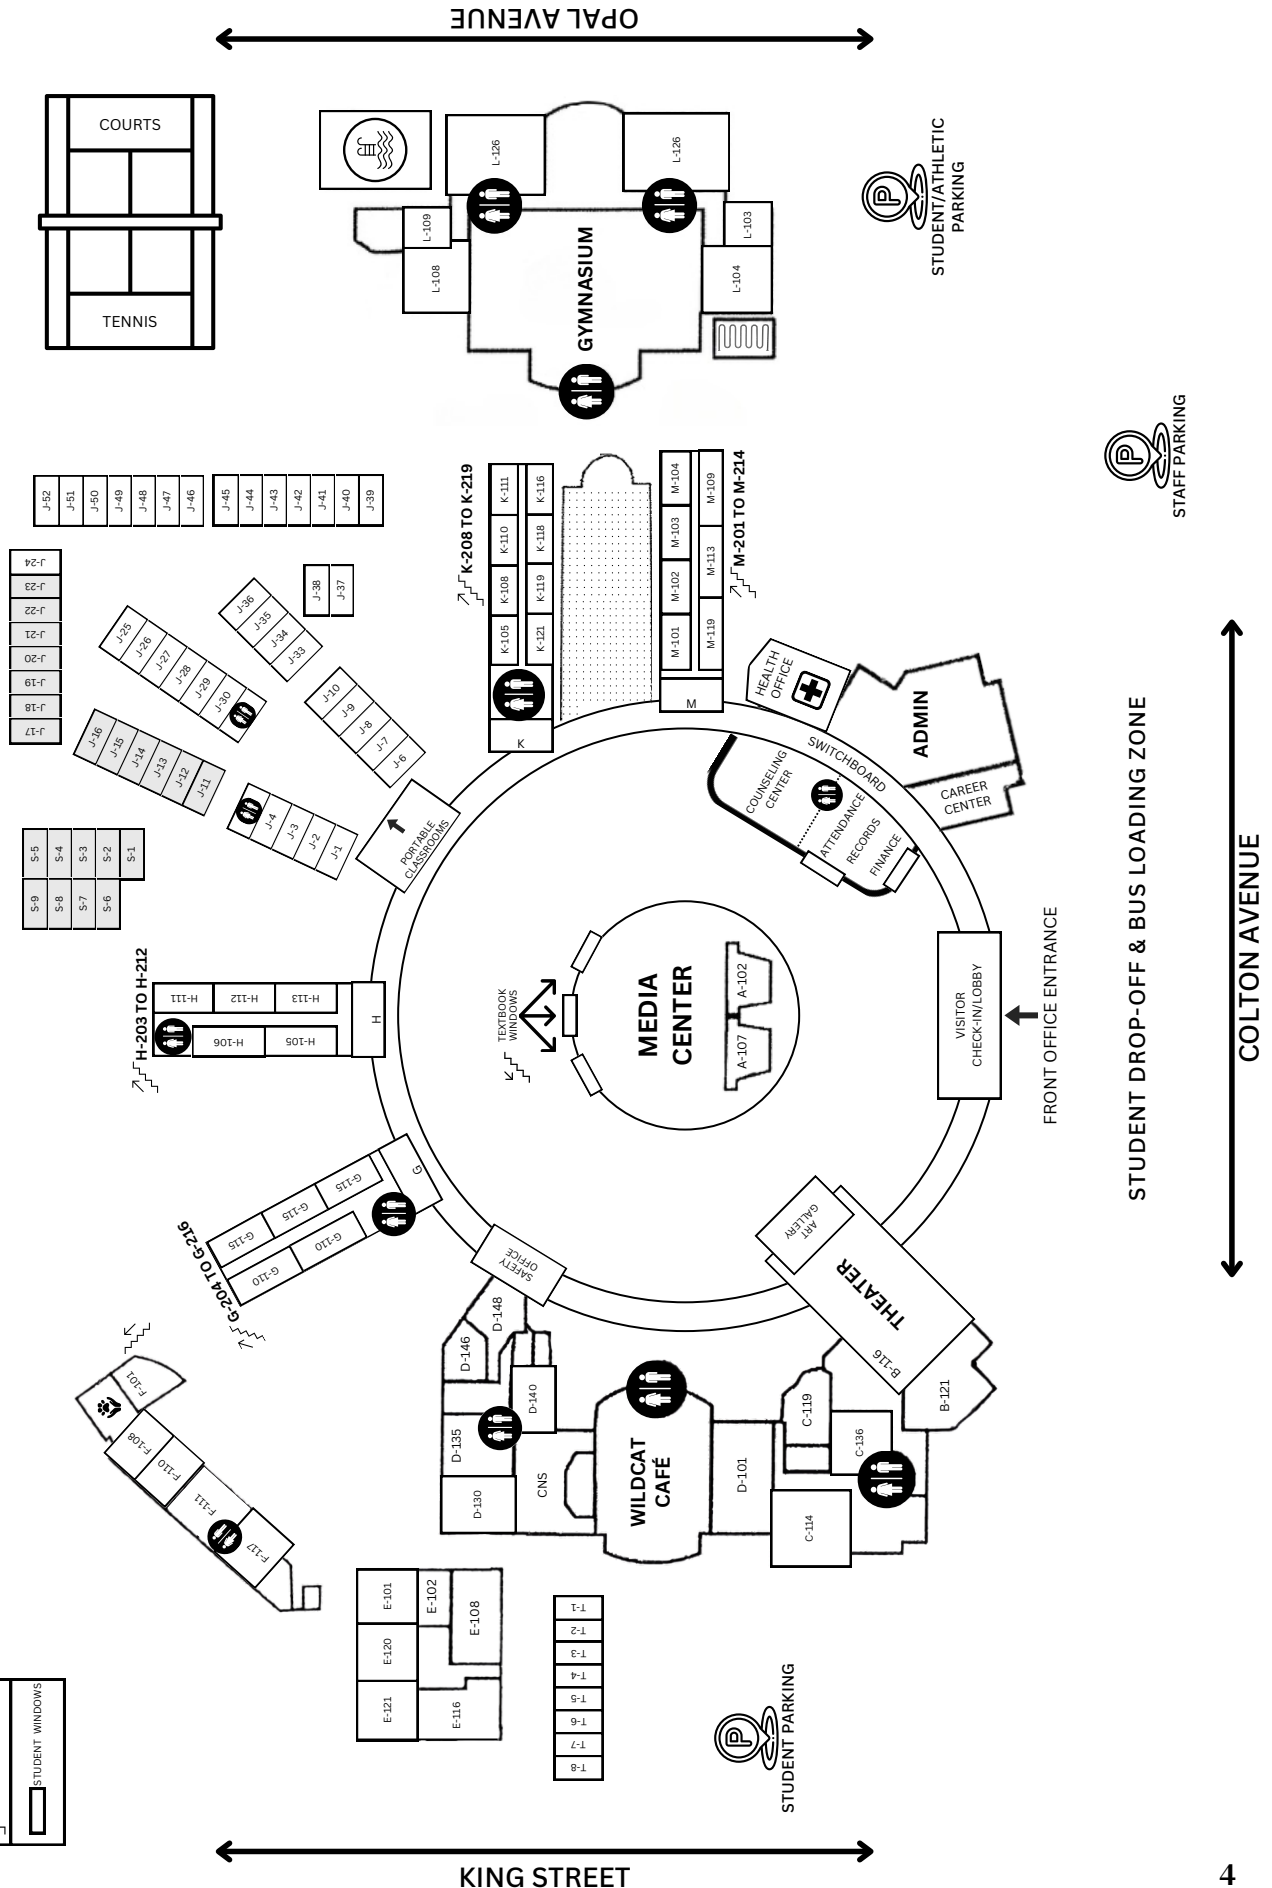 OPAL AVENUE
COURTS
TENNIS
L-126
L-126
L-109
L-108
L-103
L-104
GYMNASIUM
STUDENT/ATHLETIC
PARKING
STAFF PARKING
J-52
J-51
J-50
J-49
J-48
J-47
J-46
J-45
J-44
J-43
J-42
J-41
J-40
J-39
J-24
J-23
J-22
J-21
J-20
J-19
J-18
J-17
J-38
J-37
J-36
J-35
J-34
J-33
J-25
J-26
J-27
J-28
J-29
J-30
J-10
J-9
J-8
J-7
J-6
J-16
J-15
J-14
J-13
J-12
J-11
J-4
J-3
J-2
J-1
PORTABLE
CLASSROOMS
S-5
S-4
S-3
S-2
S-1
S-9
S-8
S-7
S-6
K-208 TO K-219
K-111
K-110
K-108
K-105
K-116
K-118
K-119
K-121
K
M-104
M-103
M-102
M-101
M-109
M-113
M-119
M
M-201 TO M-214
HEALTH
OFFICE
ADMIN
SWITCHBOARD
CAREER
CENTER
COUNSELING
CENTER
ATTENDANCE
RECORDS
FINANCE
H-203 TO H-212
H-111
H-112
H-113
H-106
H-105
H
TEXTBOOK
WINDOWS
MEDIA
CENTER
A-102
A-107
VISITOR
CHECK-IN/LOBBY
FRONT OFFICE ENTRANCE
STUDENT DROP-OFF & BUS LOADING ZONE
COLTON AVENUE
G-204 TO G-216
G-115
G-115
G-115
G-110
G-110
G
SAFETY
OFFICE
ART
GALLERY
THEATER
B-116
B-121
F-101
F-108
F-110
F-111
F-117
D-148
D-146
D-140
D-135
D-130
CNS
WILDCAT
CAFÉ
D-101
C-119
C-136
C-114
E-101
E-102
E-108
E-120
E-121
E-116
T-1
T-2
T-3
T-4
T-5
T-6
T-7
T-8
STUDENT PARKING
STUDENT WINDOWS
KING STREET
4